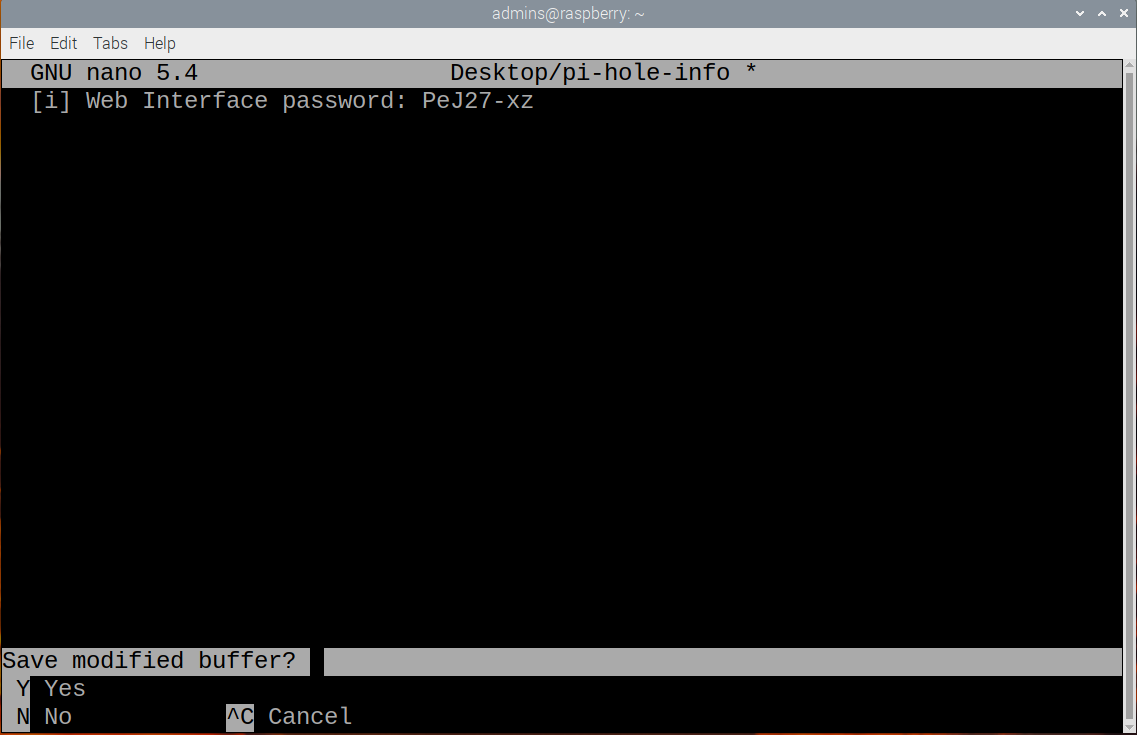 admins@raspberry: ~
File Edit Tabs Help
GNU nano 5.4 Desktop/pi-hole-info *
[i] Web Interface password: PeJ27-xz
Save modified buffer?
Y Yes
N No ^C Cancel